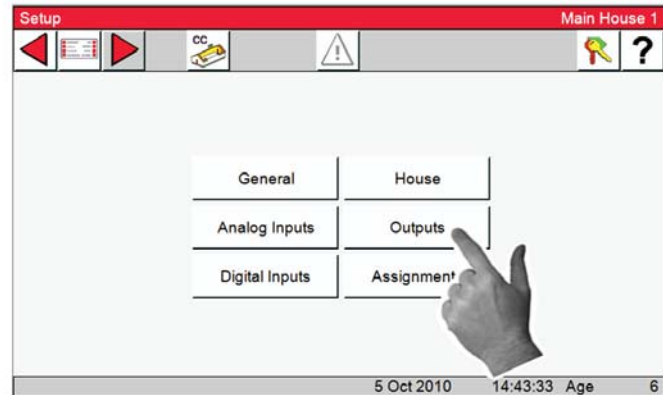 Setup Main House 1
CC ?
General House
Analog Inputs Outputs
Digital Inputs Assignment
5 Oct 2010 14:43:33 Age 6